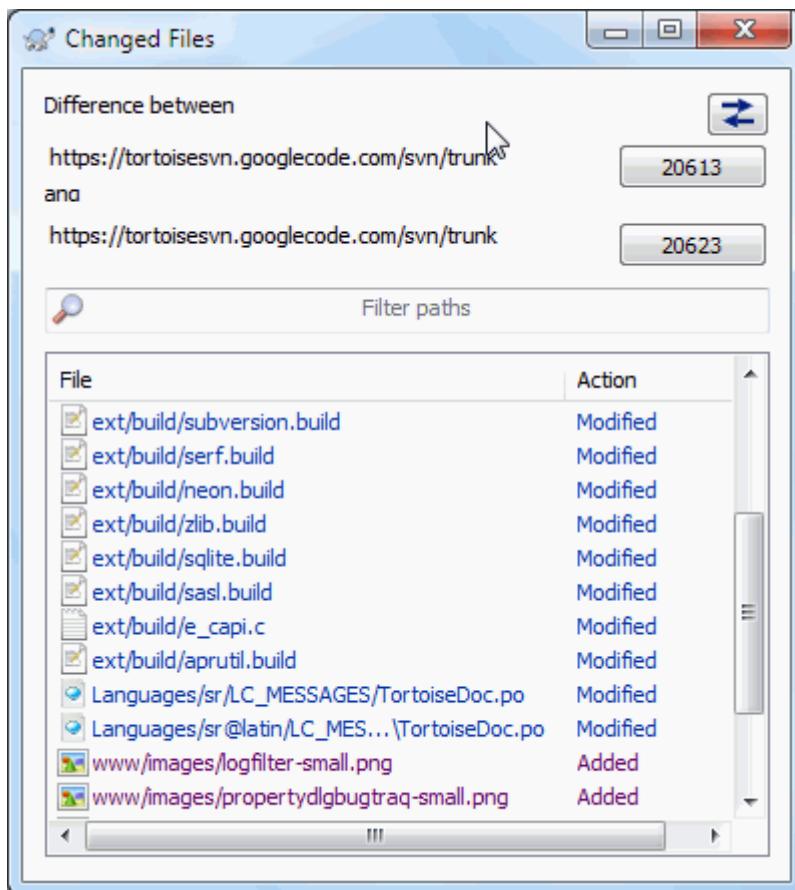 Changed Files
Difference between
https://tortoisesvn.googlecode.com/svn/trunk
20613
and
https://tortoisesvn.googlecode.com/svn/trunk
20623
Filter paths
File Action
ext/build/subversion.build Modified
ext/build/serf.build Modified
ext/build/neon.build Modified
ext/build/zlib.build Modified
ext/build/sqlite.build Modified
ext/build/sasl.build Modified
ext/build/e_capi.c Modified
ext/build/aprutil.build Modified
Languages/sr/LC_MESSAGES/TortoiseDoc.po Modified
Languages/sr@latin/LC_MES...\TortoiseDoc.po Modified
www/images/logfilter-small.png Added
www/images/propertydlgbugtraq-small.png Added